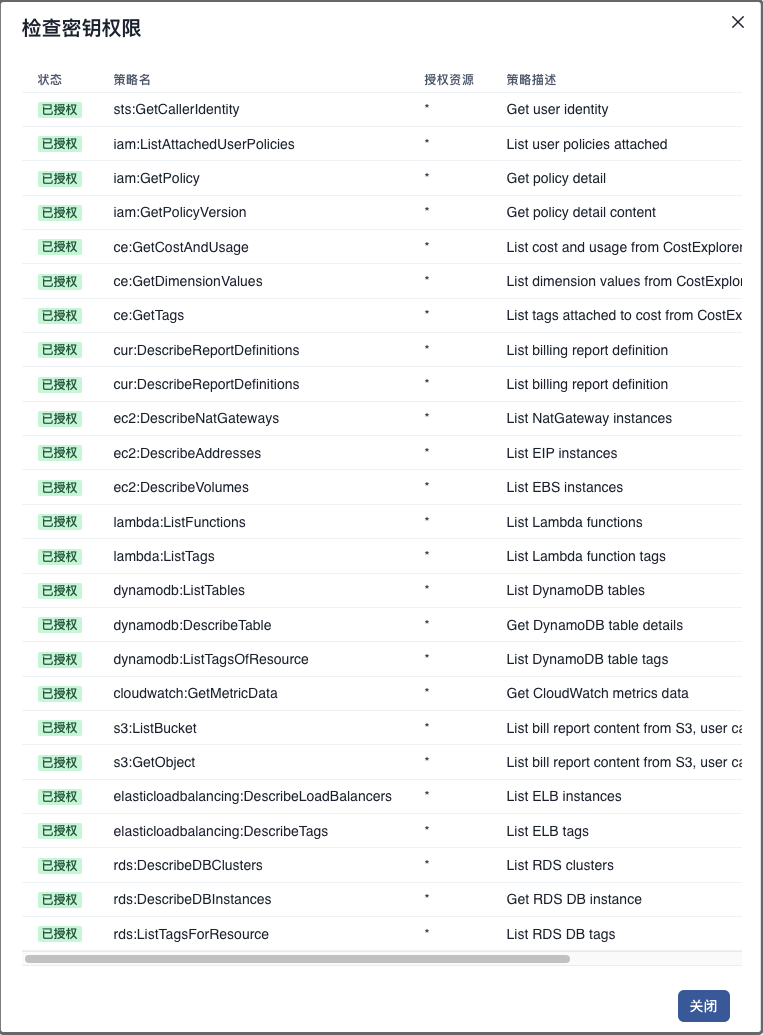 检查密钥权限
状态 策略名 授权资源 策略描述
已授权 sts:GetCallerIdentity * Get user identity
已授权 iam:ListAttachedUserPolicies * List user policies attached
已授权 iam:GetPolicy * Get policy detail
已授权 iam:GetPolicyVersion * Get policy detail content
已授权 ce:GetCostAndUsage * List cost and usage from CostExplorer
已授权 ce:GetDimensionValues * List dimension values from CostExplo
已授权 ce:GetTags * List tags attached to cost from CostEx
已授权 cur:DescribeReportDefinitions * List billing report definition
已授权 cur:DescribeReportDefinitions * List billing report definition
已授权 ec2:DescribeNatGateways * List NatGateway instances
已授权 ec2:DescribeAddresses * List EIP instances
已授权 ec2:DescribeVolumes * List EBS instances
已授权 lambda:ListFunctions * List Lambda functions
已授权 lambda:ListTags * List Lambda function tags
已授权 dynamodb:ListTables * List DynamoDB tables
已授权 dynamodb:DescribeTable * Get DynamoDB table details
已授权 dynamodb:ListTagsOfResource * List DynamoDB table tags
已授权 cloudwatch:GetMetricData * Get CloudWatch metrics data
已授权 s3:ListBucket * List bill report content from S3, user ca
已授权 s3:GetObject * List bill report content from S3, user ca
已授权 elasticloadbalancing:DescribeLoadBalancers * List ELB instances
已授权 elasticloadbalancing:DescribeTags * List ELB tags
已授权 rds:DescribeDBClusters * List RDS clusters
已授权 rds:DescribeDBInstances * Get RDS DB instance
已授权 rds:ListTagsForResource * List RDS DB tags
关闭